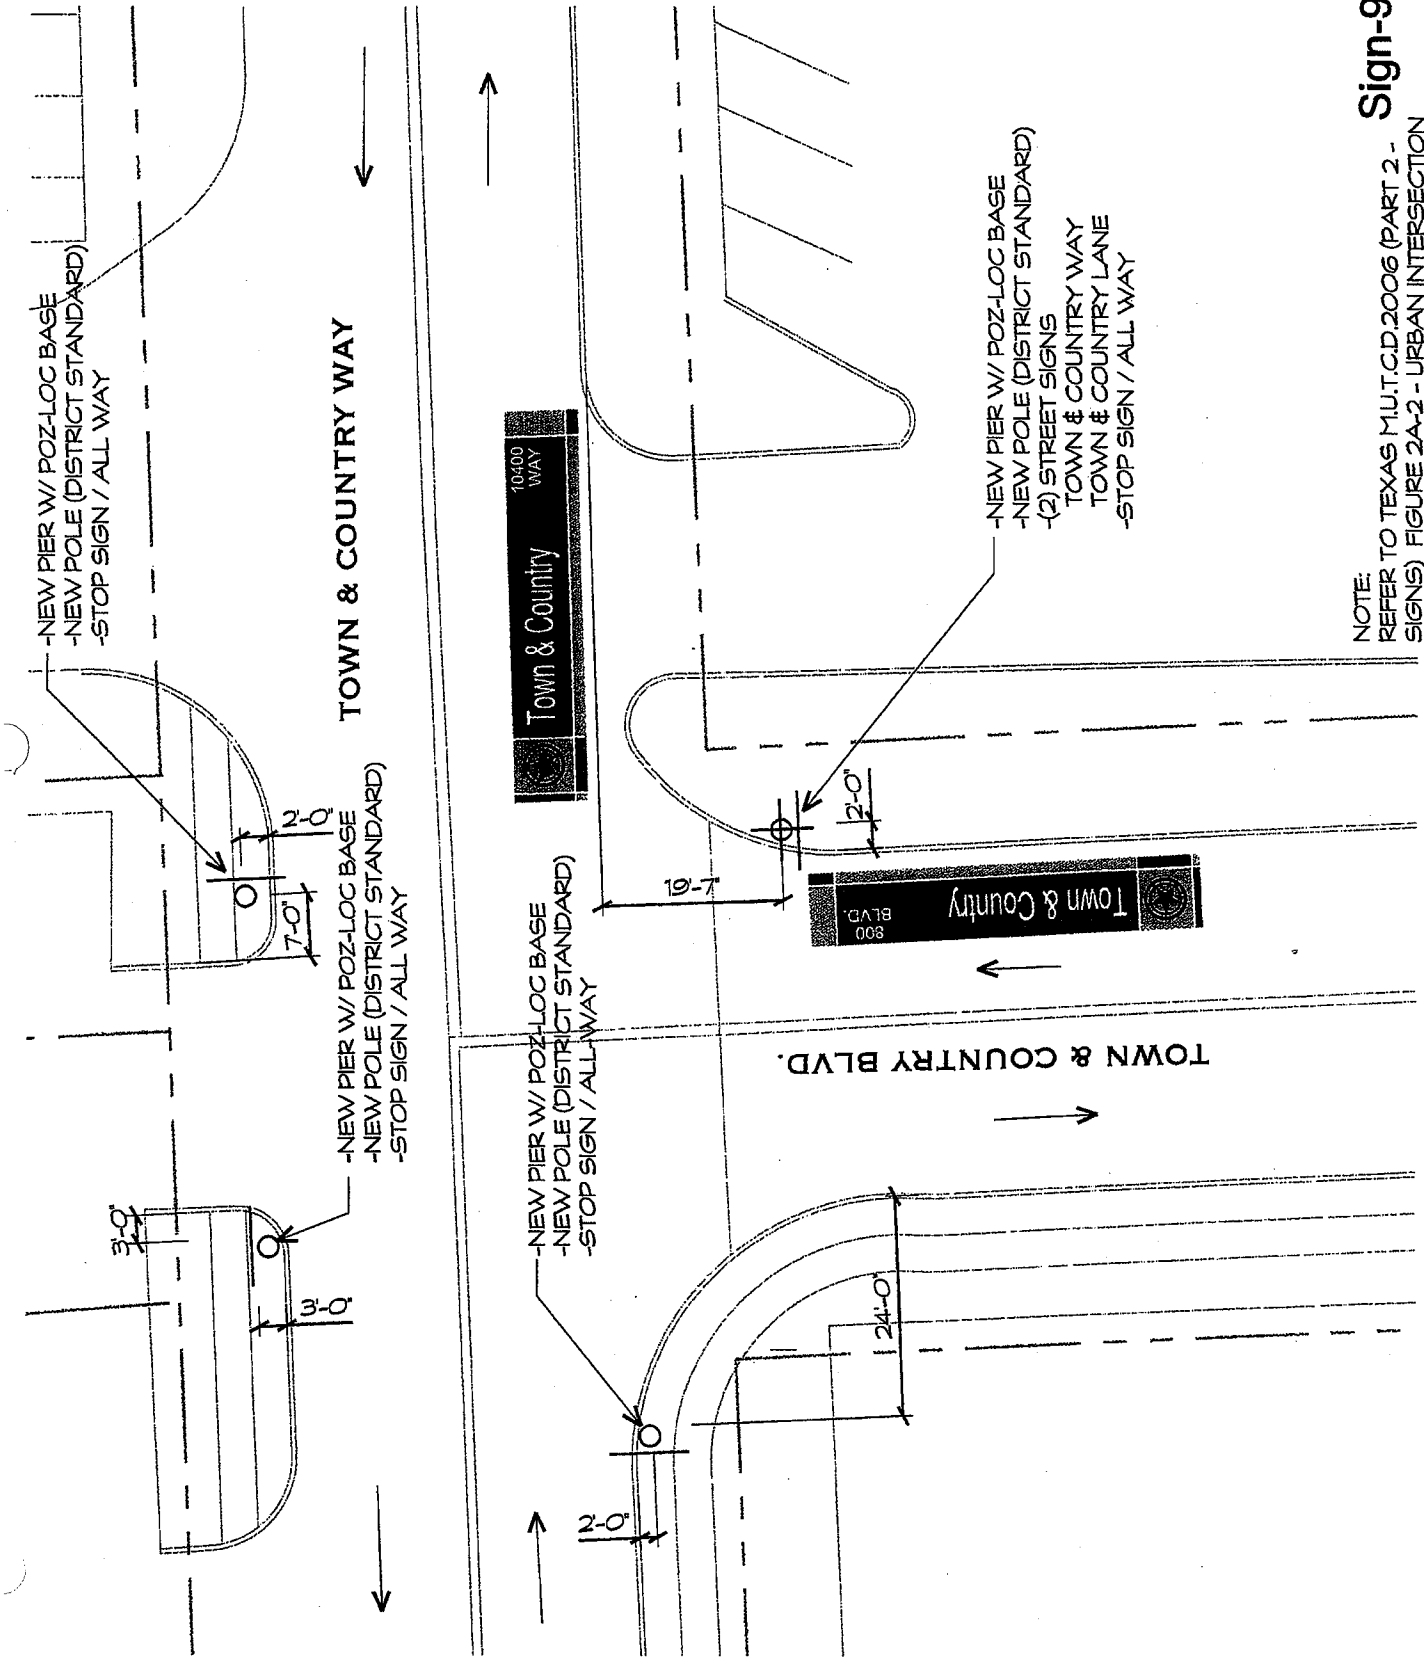 -NEW PIER W/ POZ-LOC BASE
-NEW POLE (DISTRICT STANDARD)
-STOP SIGN / ALL WAY
TOWN & COUNTRY WAY
2'-0"
7'-0"
-NEW PIER W/ POZ-LOC BASE
-NEW POLE (DISTRICT STANDARD)
-STOP SIGN / ALL WAY
3'-0"
3'-0"
Town & Country
10400
WAY
-NEW PIER W/ POZ-LOC BASE
-NEW POLE (DISTRICT STANDARD)
-STOP SIGN / ALL-WAY
2'-0"
24'-0"
19'-7"
2'-0"
-NEW PIER W/ POZ-LOC BASE
-NEW POLE (DISTRICT STANDARD)
-(2) STREET SIGNS
TOWN & COUNTRY WAY
TOWN & COUNTRY LANE
-STOP SIGN / ALL WAY
Town & Country
800
BLVD.
TOWN & COUNTRY BLVD.
NOTE:
REFER TO TEXAS M.U.T.C.D.2006 (PART 2 -
SIGNS) FIGURE 2A-2 - URBAN INTERSECTION
Sign-9